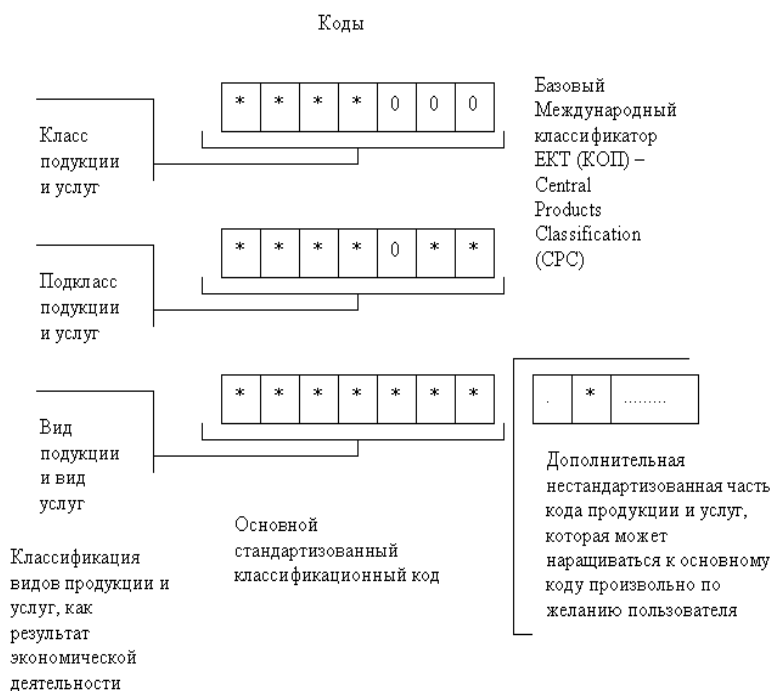 Коды
* * * * 0 0 0
Класс
подукции
и услуг
Базовый
Международный
классификатор
ЕКТ (КОП) –
Central
Products
Classification
(CPC)
* * * * 0 * *
Подкласс
подукции
и услуг
* * * * * * *
. * .........
Вид
подукции
и вид
услуг
Дополнительная
нестандартизованная часть
кода продукции и услуг,
которая может
наращиваться к основному
коду произвольно по
желанию пользователя
Основной
стандартизованный
классификационный код
Классификация
видов продукции и
услуг, как
результат
экономической
деятельности